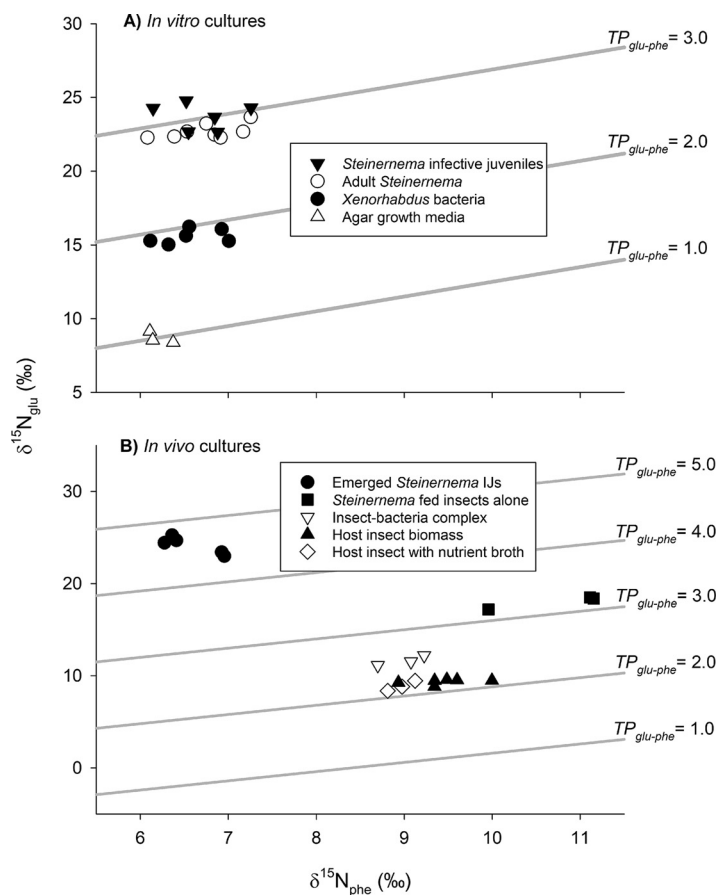 A) In vitro cultures
30
25
20
15
10
5
TPglu-phe = 3.0
TPglu-phe = 2.0
TPglu-phe = 1.0
Steinernema infective juveniles
Adult Steinernema
Xenorhabdus bacteria
Agar growth media
δ15Nglu (‰)
B) In vivo cultures
30
20
10
0
TPglu-phe = 5.0
TPglu-phe = 4.0
TPglu-phe = 3.0
TPglu-phe = 2.0
TPglu-phe = 1.0
Emerged Steinernema IJs
Steinernema fed insects alone
Insect-bacteria complex
Host insect biomass
Host insect with nutrient broth
6 7 8 9 10 11
δ15Nphe (‰)